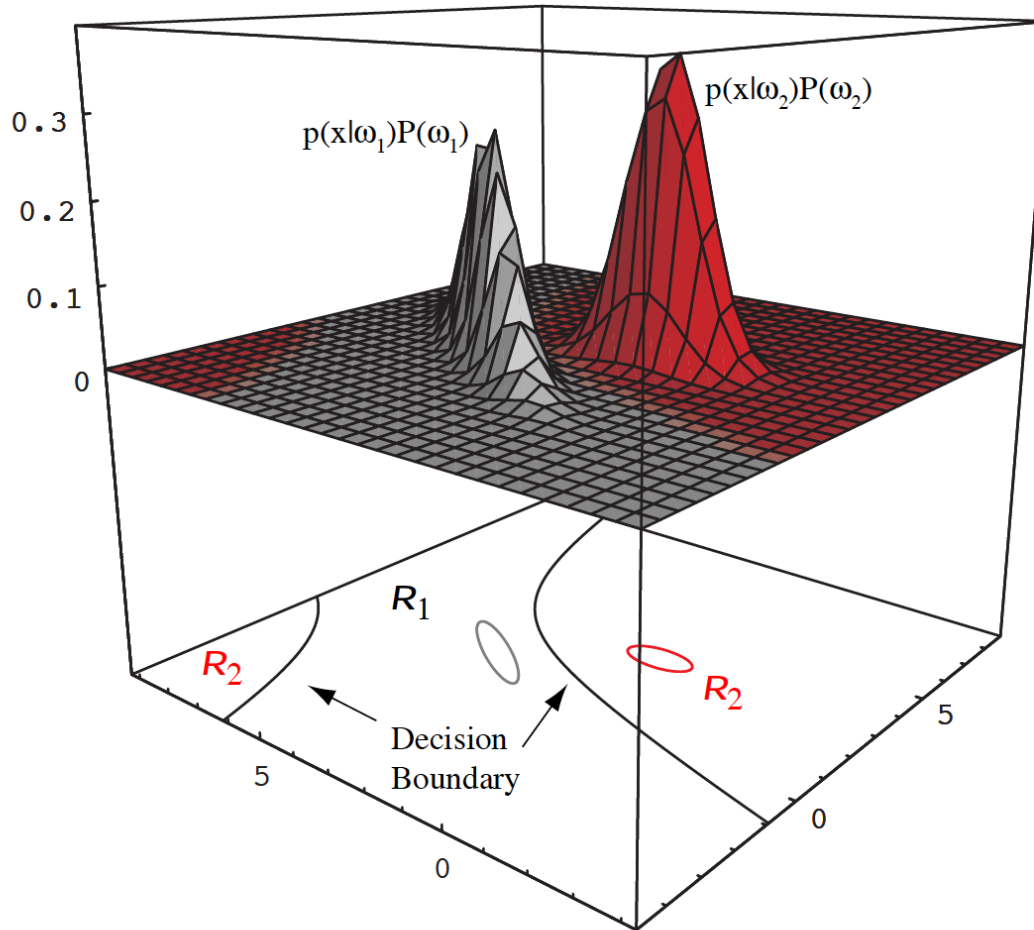 p(x|ω₂)P(ω₂)
0.3
p(x|ω₁)P(ω₁)
0.2
0.1
0
R₁
R₂
R₂
Decision
Boundary
5
5
0
0